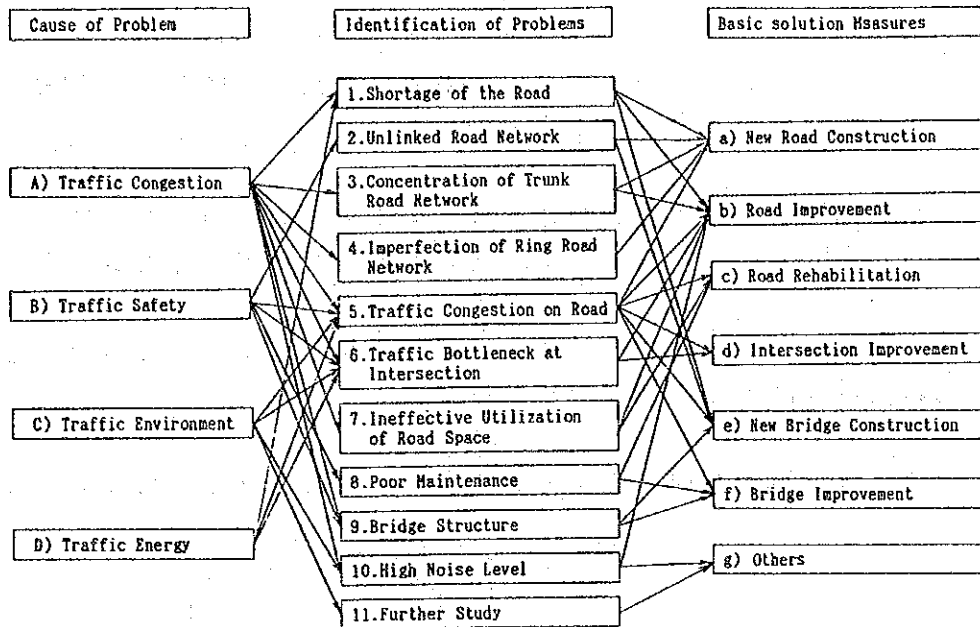 Cause of Problem
Identification of Problems
Basic solution Msasures
A) Traffic Congestion
B) Traffic Safety
C) Traffic Environment
D) Traffic Energy
1.Shortage of the Road
2.Unlinked Road Network
3.Concentration of Trunk
Road Network
4.Imperfection of Ring Road
Network
5.Traffic Congestion on Road
6.Traffic Bottleneck at
Intersection
7.Ineffective Utilization
of Road Space
8.Poor Maintenance
9.Bridge Structure
10.High Noise Level
11.Further Study
a) New Road Construction
b) Road Improvement
c) Road Rehabilitation
d) Intersection Improvement
e) New Bridge Construction
f) Bridge Improvement
g) Others